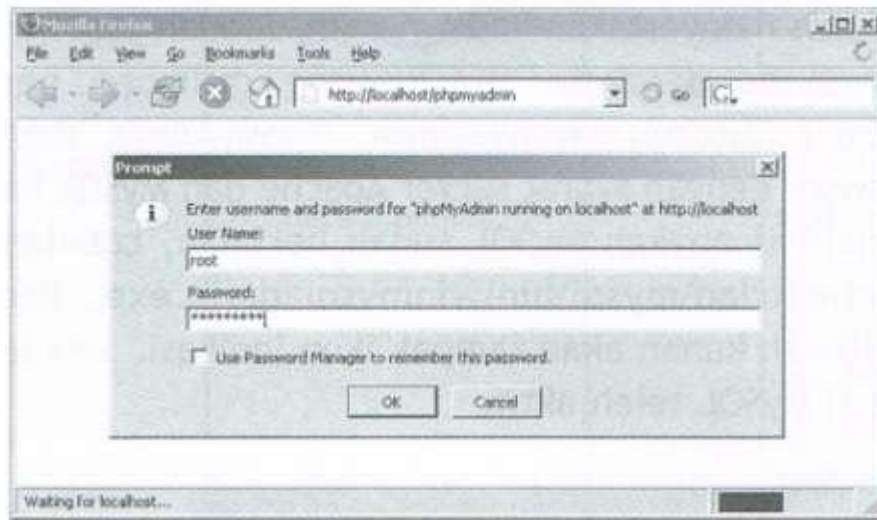 Mozilla Firefox
File Edit View Go Bookmarks Tools Help
http://localhost/phpmyadmin Go
Prompt
Enter username and password for "phpMyAdmin running on localhost" at http://localhost
User Name:
root
Password:
*********
Use Password Manager to remember this password.
OK Cancel
Waiting for localhost...